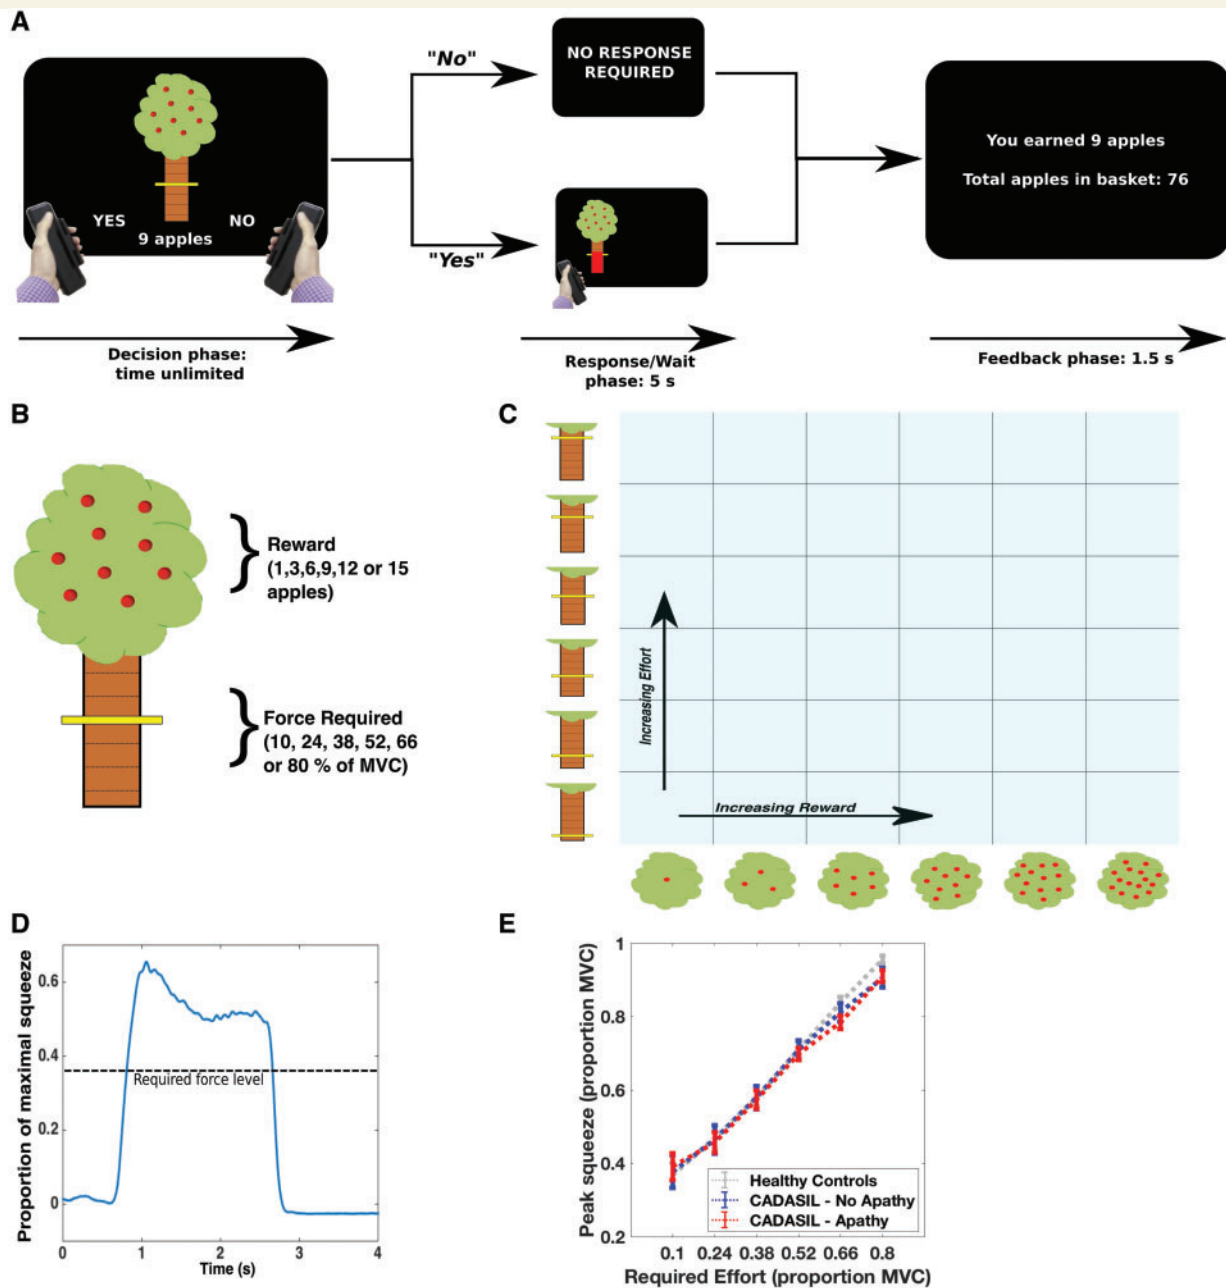 A
YES
NO
9 apples
"No"
NO RESPONSE
REQUIRED
"Yes"
You earned 9 apples
Total apples in basket: 76
Decision phase:
time unlimited
Response/Wait
phase: 5 s
Feedback phase: 1.5 s
B
Reward
(1,3,6,9,12 or 15
apples)
Force Required
(10, 24, 38, 52, 66
or 80 % of MVC)
C
Increasing Effort
Increasing Reward
D
Proportion of maximal squeeze
0.6
0.4
0.2
0
Required force level
0 1 2 3 4
Time (s)
E
Peak squeeze (proportion MVC)
1
0.8
0.6
0.4
0.2
Healthy Controls
CADASIL - No Apathy
CADASIL - Apathy
0.1 0.24 0.38 0.52 0.66 0.8
Required Effort (proportion MVC)